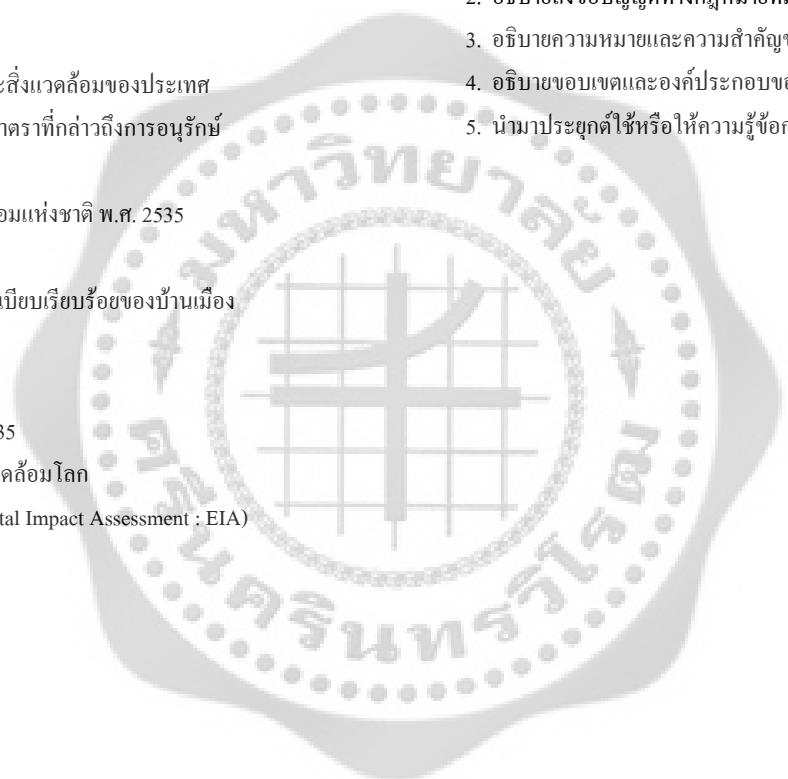 ะสิ่งแวดล้อมของประเทศ
าตราที่กล่าวถึงการอนุรักษ์
อมแห่งชาติ พ.ศ. 2535
เบียบเรียบร้อยของบ้านเมือง
35
ดล้อมโลก
tal Impact Assessment : EIA)
3. อธิบายความหมายและความสำคัญข
4. อธิบายขอบเขตและองค์ประกอบขอ
5. นำมาประยุกต์ใช้หรือให้ความรู้ข้อก
มหาวิทยาลัย
ศรีนครินทรวิโรฒ